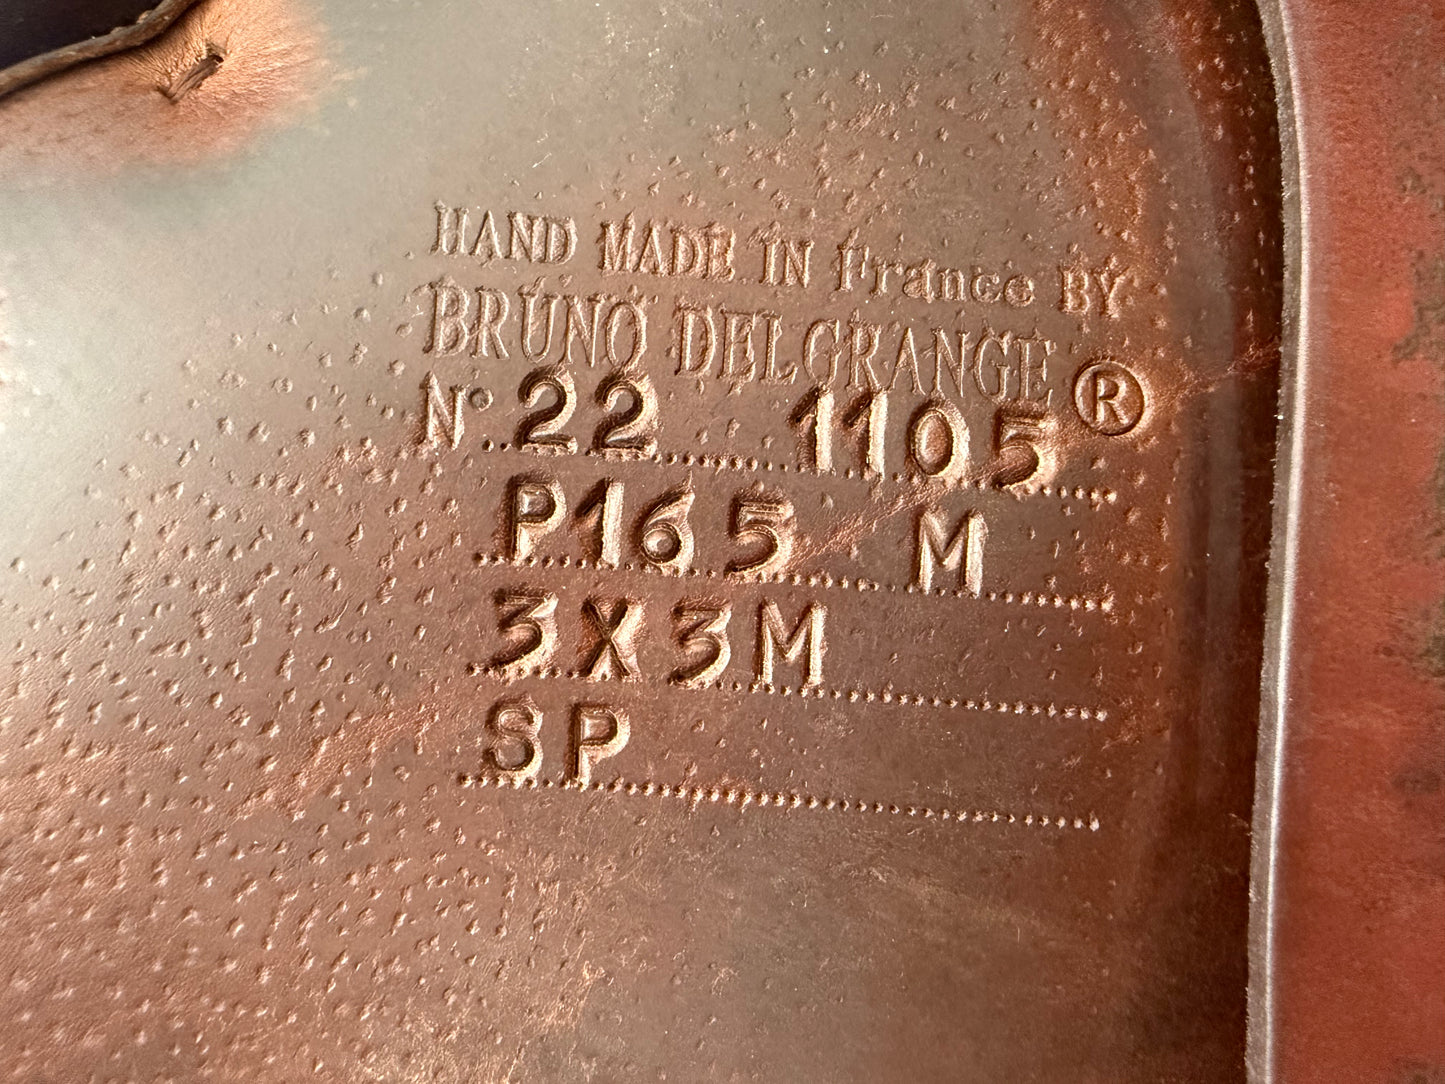 HAND MADE IN France BY
BRUNO DELGRANGE ®
N° 22 1105
P165 M
3X3M
SP